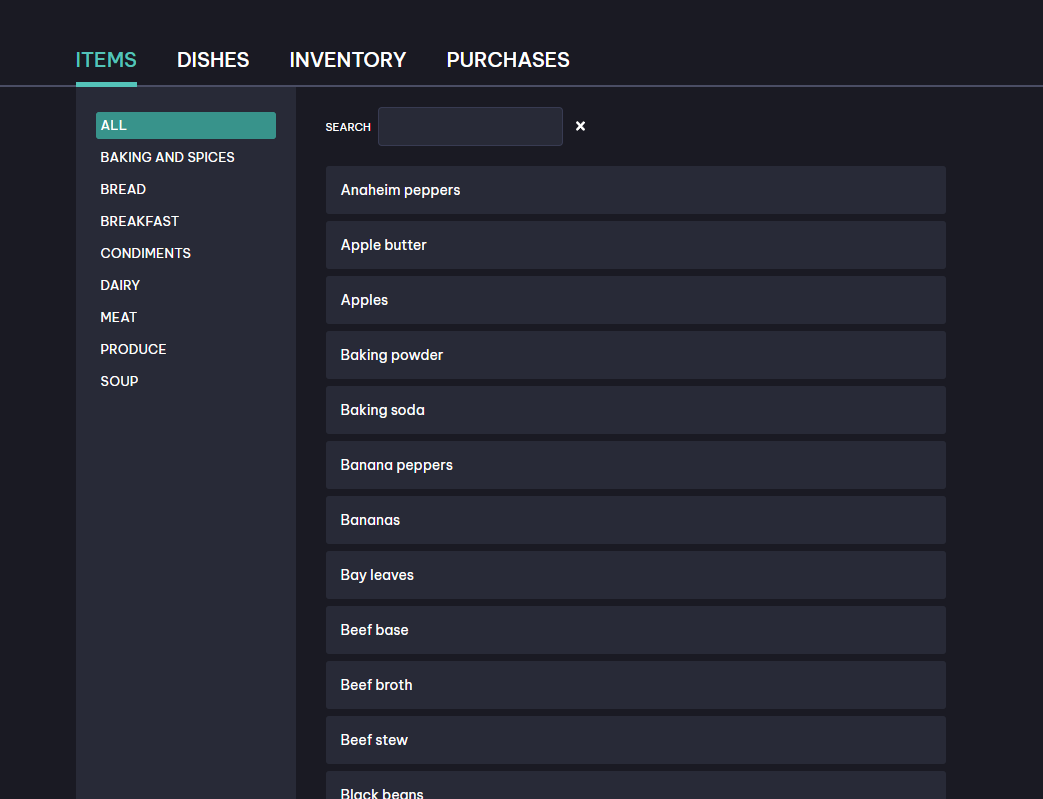 ITEMS DISHES INVENTORY PURCHASES
ALL
BAKING AND SPICES
BREAD
BREAKFAST
CONDIMENTS
DAIRY
MEAT
PRODUCE
SOUP
SEARCH ×
Anaheim peppers
Apple butter
Apples
Baking powder
Baking soda
Banana peppers
Bananas
Bay leaves
Beef base
Beef broth
Beef stew
Black beans